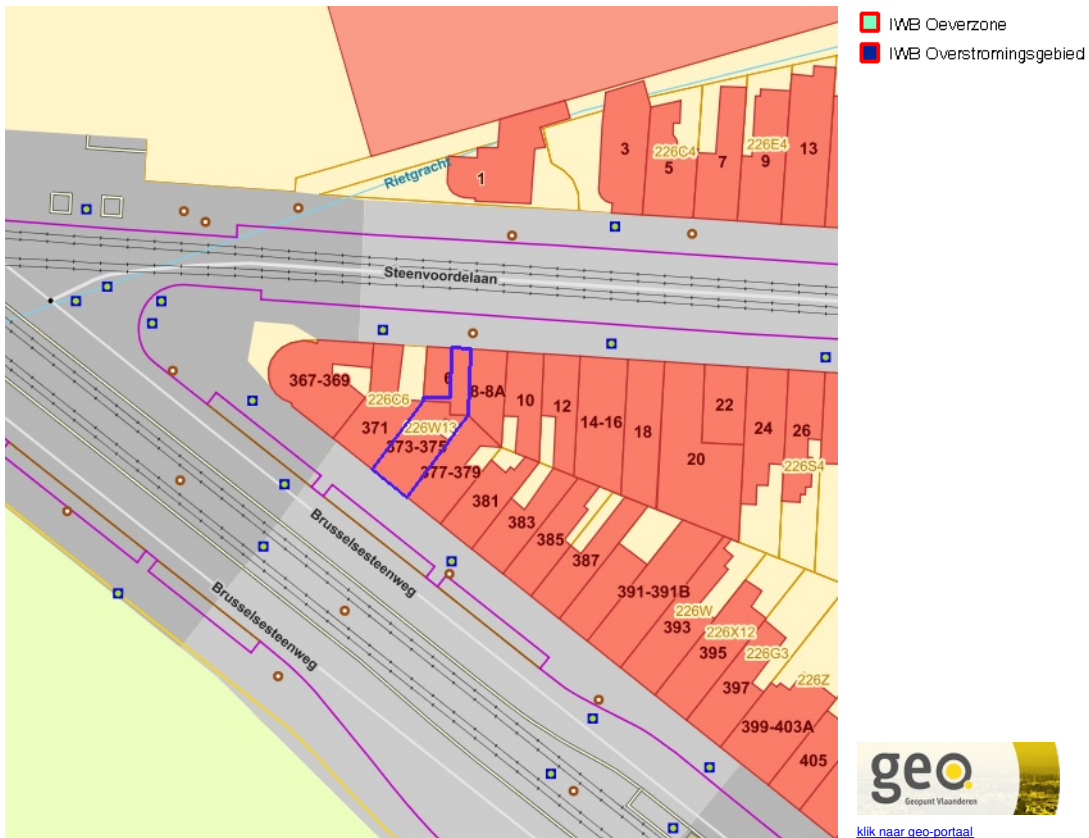 IWB Oeverzone
IWB Overstromingsgebied
Rietgracht
1
3
226C4
5
7
226E4
9
13
Steenvoordelaan
367-369
226C6
371
6
8-8A
10
12
14-16
18
22
20
24
26
226S4
226W13
373-375
377-379
381
383
385
387
391-391B
226W
393
226X12
395
226G3
397
226Z
399-403A
405
Brusselsesteenweg
Brusselsesteenweg
geo
Geopunt Vlaanderen
klik naar geo-portaal